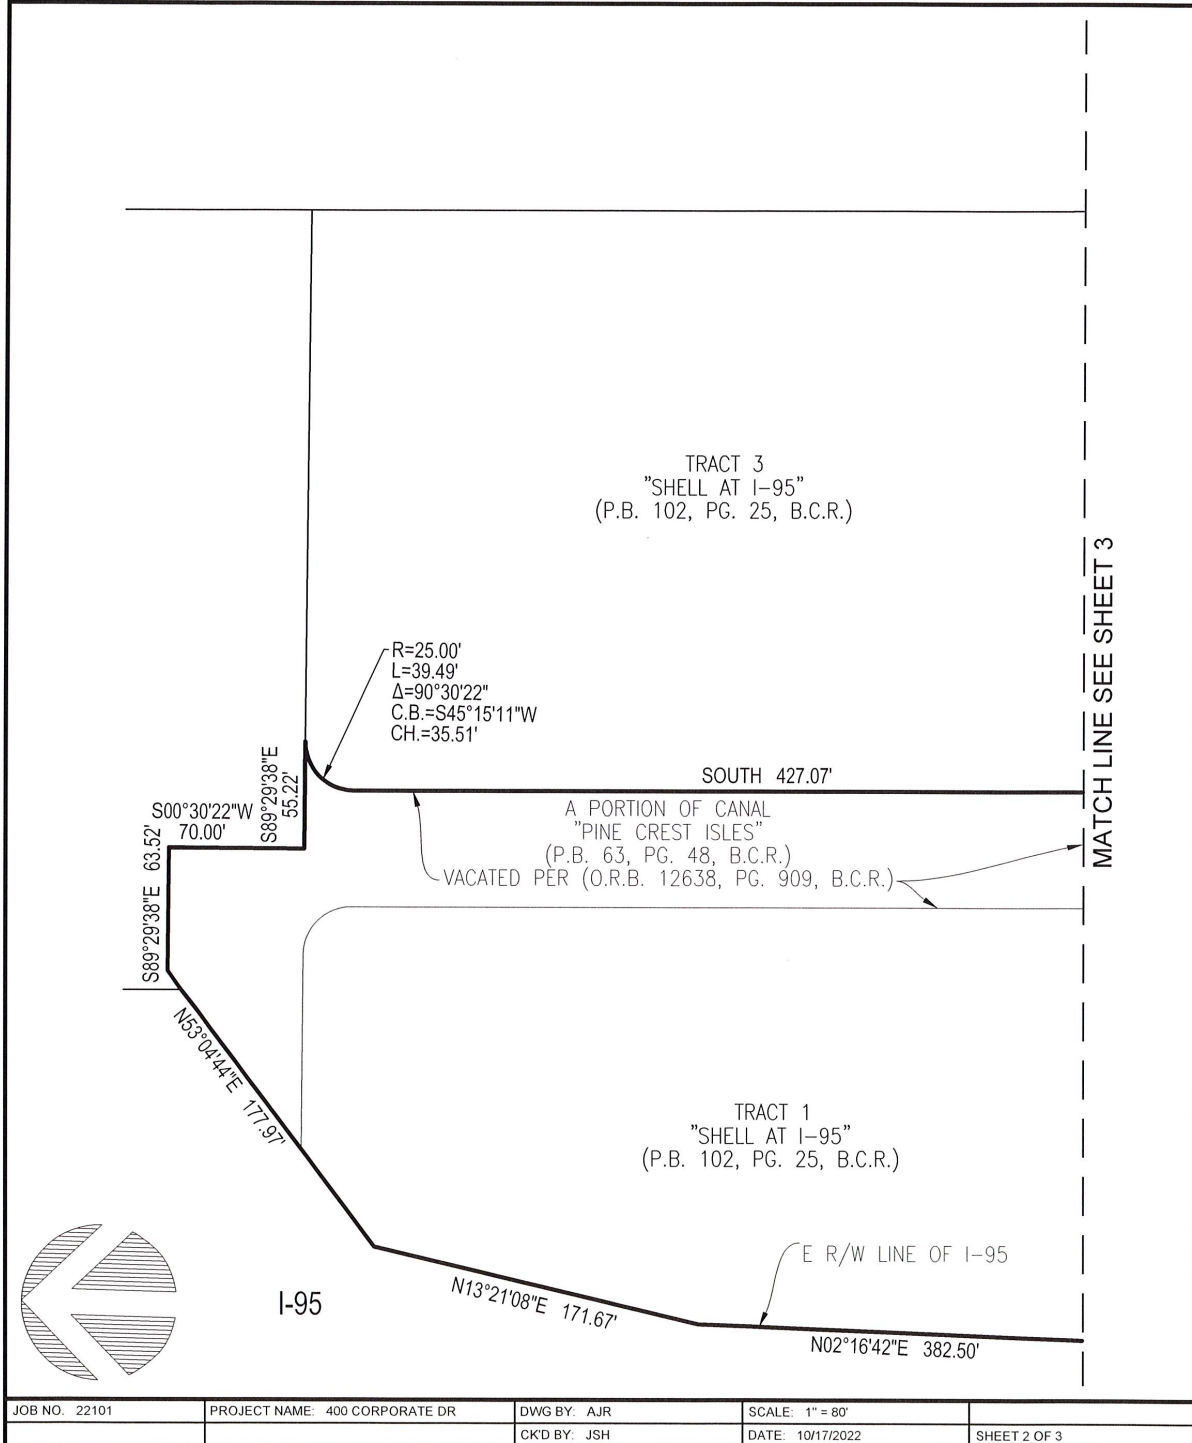 TRACT 3
"SHELL AT I-95"
(P.B. 102, PG. 25, B.C.R.)
MATCH LINE SEE SHEET 3
R=25.00'
L=39.49'
Δ=90°30'22"
C.B.=S45°15'11"W
CH.=35.51'
S89°29'38"E
55.22'
SOUTH 427.07'
S00°30'22"W
70.00'
A PORTION OF CANAL
"PINE CREST ISLES"
(P.B. 63, PG. 48, B.C.R.)
VACATED PER (O.R.B. 12638, PG. 909, B.C.R.)
S89°29'38"E 63.52'
N53°04'44"E 177.97'
TRACT 1
"SHELL AT I-95"
(P.B. 102, PG. 25, B.C.R.)
E R/W LINE OF I-95
I-95
N13°21'08"E 171.67'
N02°16'42"E 382.50'
JOB NO. 22101
PROJECT NAME: 400 CORPORATE DR
DWG BY: AJR
SCALE: 1" = 80'
CK'D BY: JSH
DATE: 10/17/2022
SHEET 2 OF 3